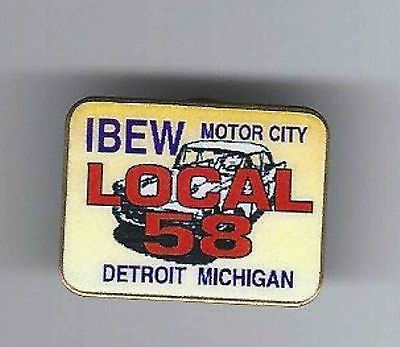 IBEW MOTOR CITY
LOCAL
58
DETROIT MICHIGAN